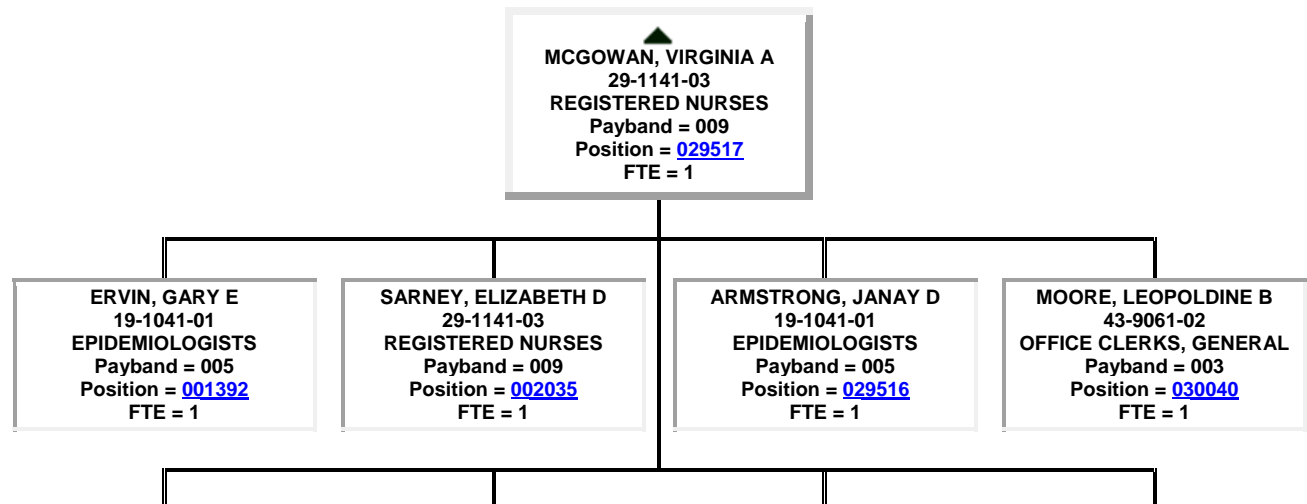 MCGOWAN, VIRGINIA A
29-1141-03
REGISTERED NURSES
Payband = 009
Position = 029517
FTE = 1
ERVIN, GARY E
19-1041-01
EPIDEMIOLOGISTS
Payband = 005
Position = 001392
FTE = 1
SARNEY, ELIZABETH D
29-1141-03
REGISTERED NURSES
Payband = 009
Position = 002035
FTE = 1
ARMSTRONG, JANAY D
19-1041-01
EPIDEMIOLOGISTS
Payband = 005
Position = 029516
FTE = 1
MOORE, LEOPOLDINE B
43-9061-02
OFFICE CLERKS, GENERAL
Payband = 003
Position = 030040
FTE = 1